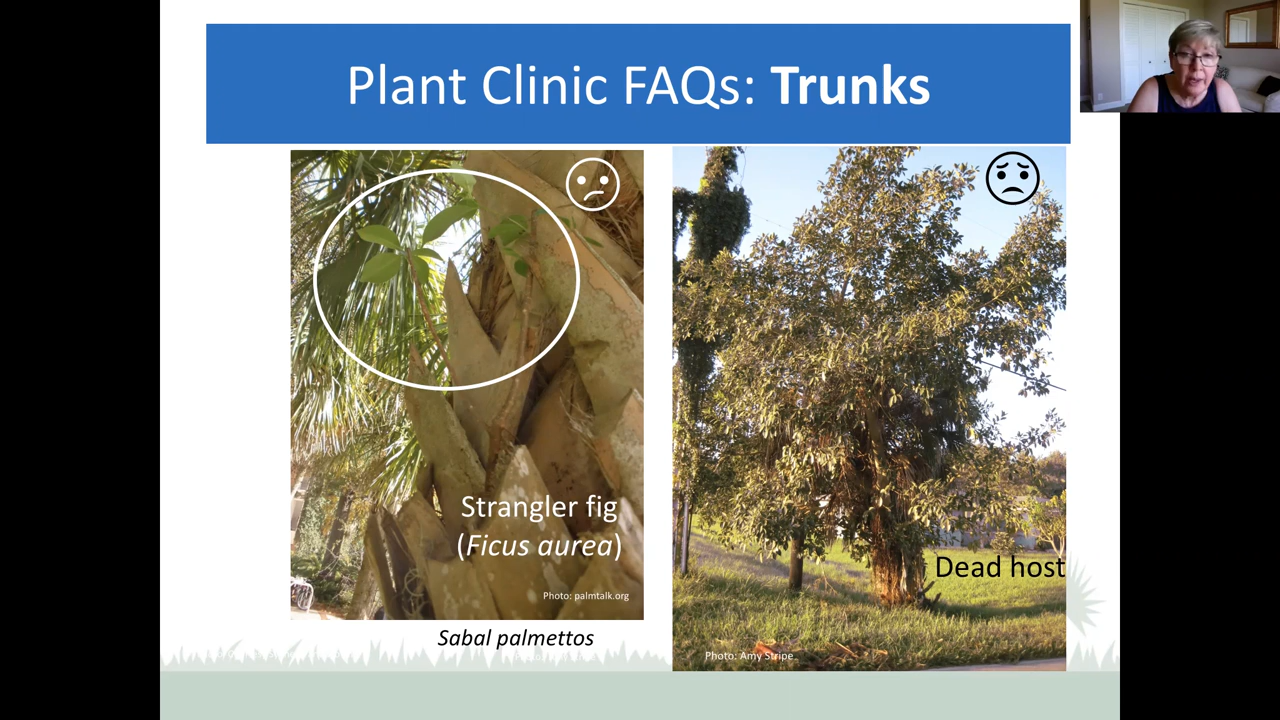 Plant Clinic FAQs: Trunks
Strangler fig
(Ficus aurea)
Photo: palmtalk.org
Sabal palmettos
Dead host
Photo: Amy Stripe